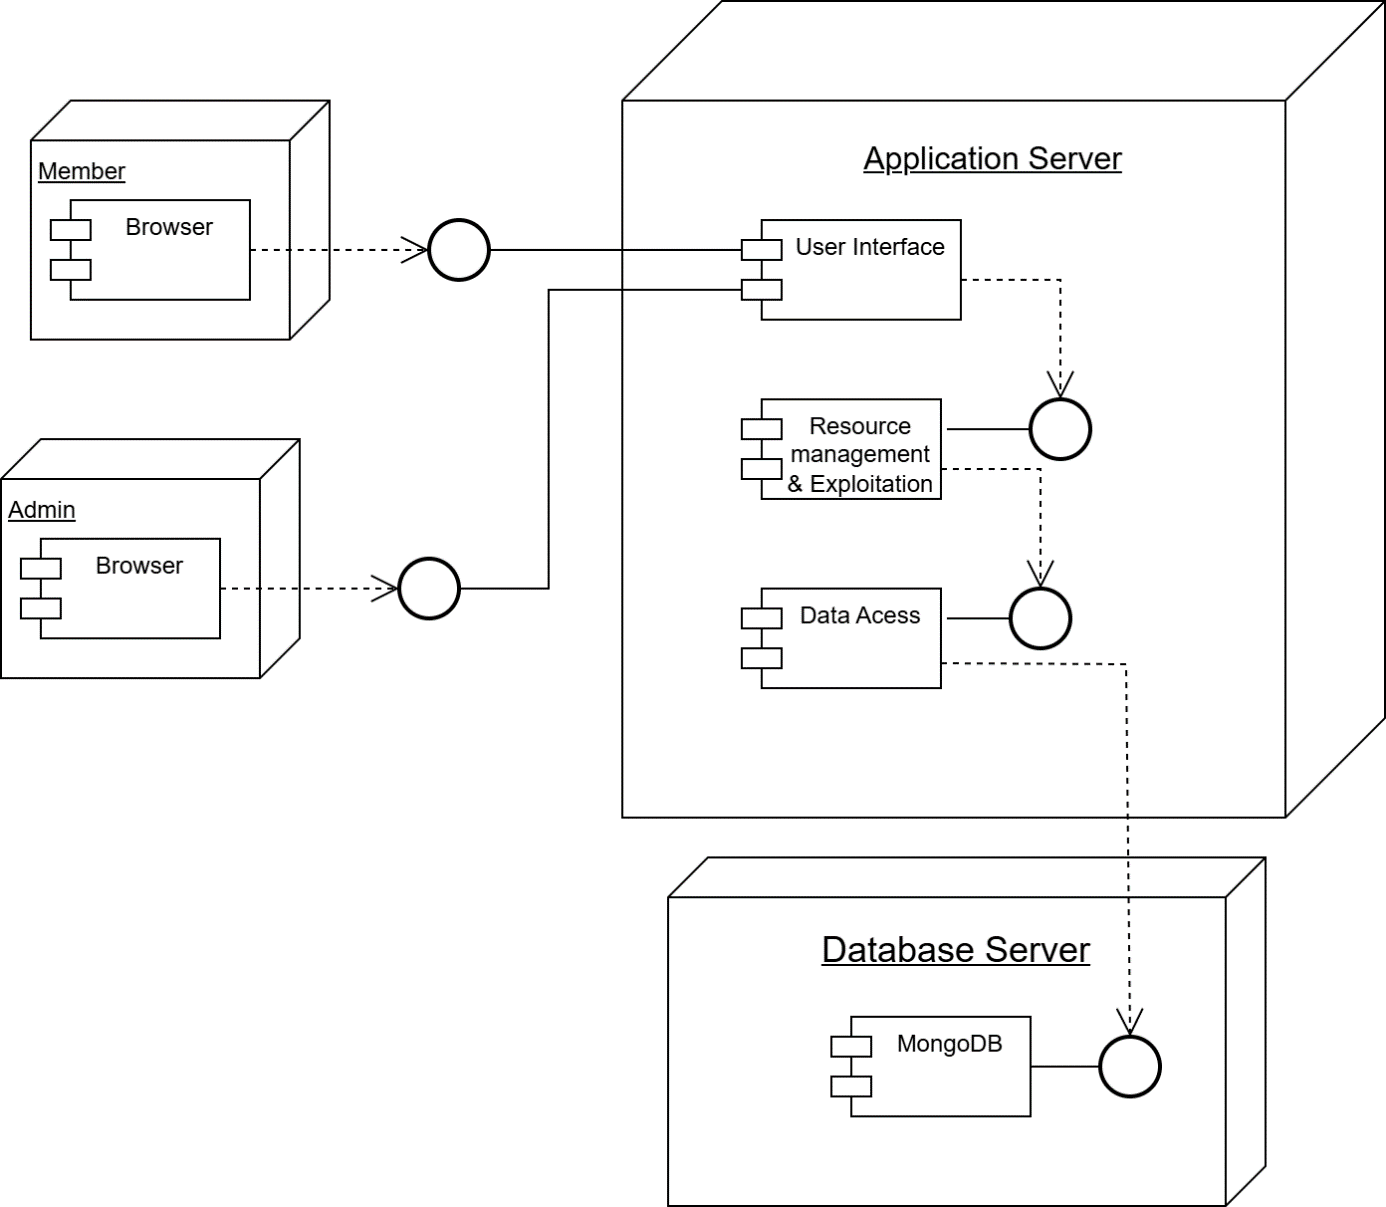 Application Server
Member
Browser
User Interface
Resource
management
& Exploitation
Admin
Browser
Data Acess
Database Server
MongoDB